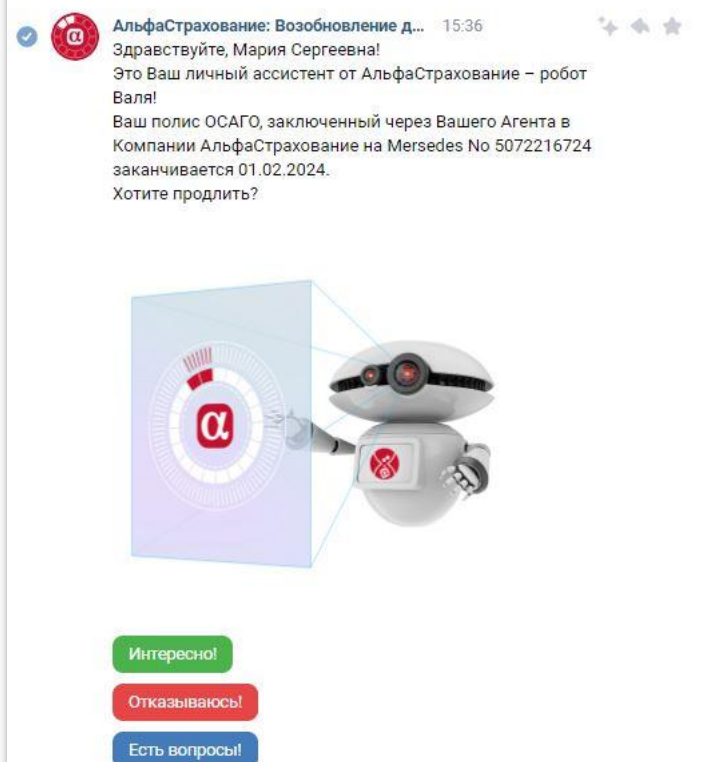 АльфаСтрахование: Возобновление д... 15:36
Здравствуйте, Мария Сергеевна!
Это Ваш личный ассистент от АльфаСтрахование – робот
Валя!
Ваш полис ОСАГО, заключенный через Вашего Агента в
Компании АльфаСтрахование на Mersedes No 5072216724
заканчивается 01.02.2024.
Хотите продлить?
α
Интересно!
Отказываюсь!
Есть вопросы!